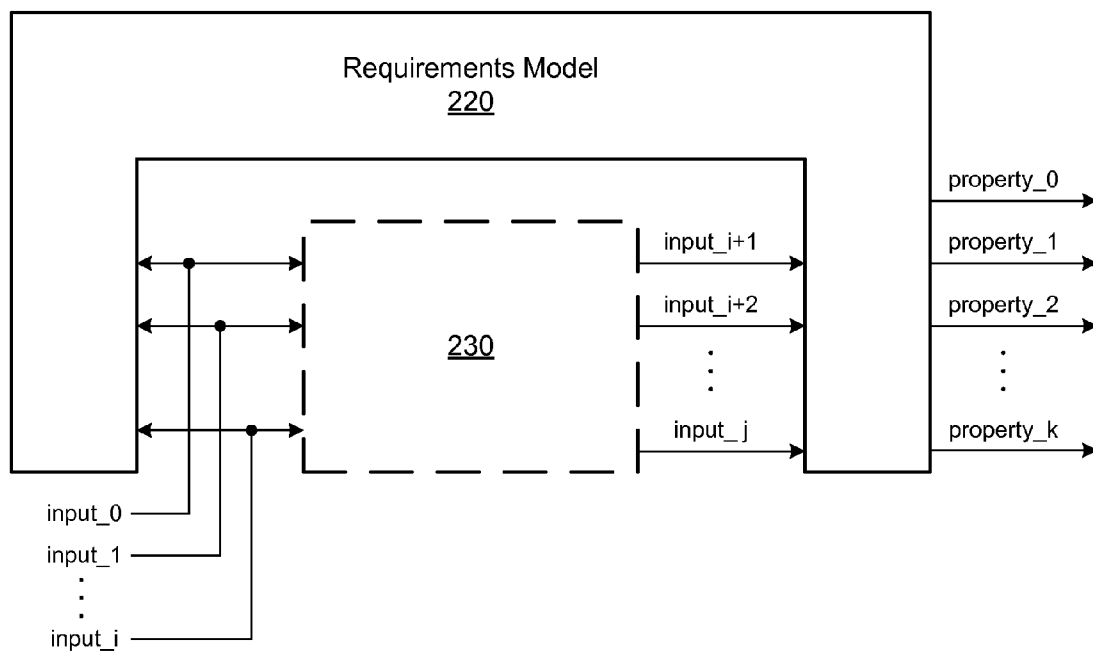 Requirements Model
220
property_0
input_i+1
property_1
input_i+2
property_2
230
input_ j
property_k
input_0
input_1
input_i